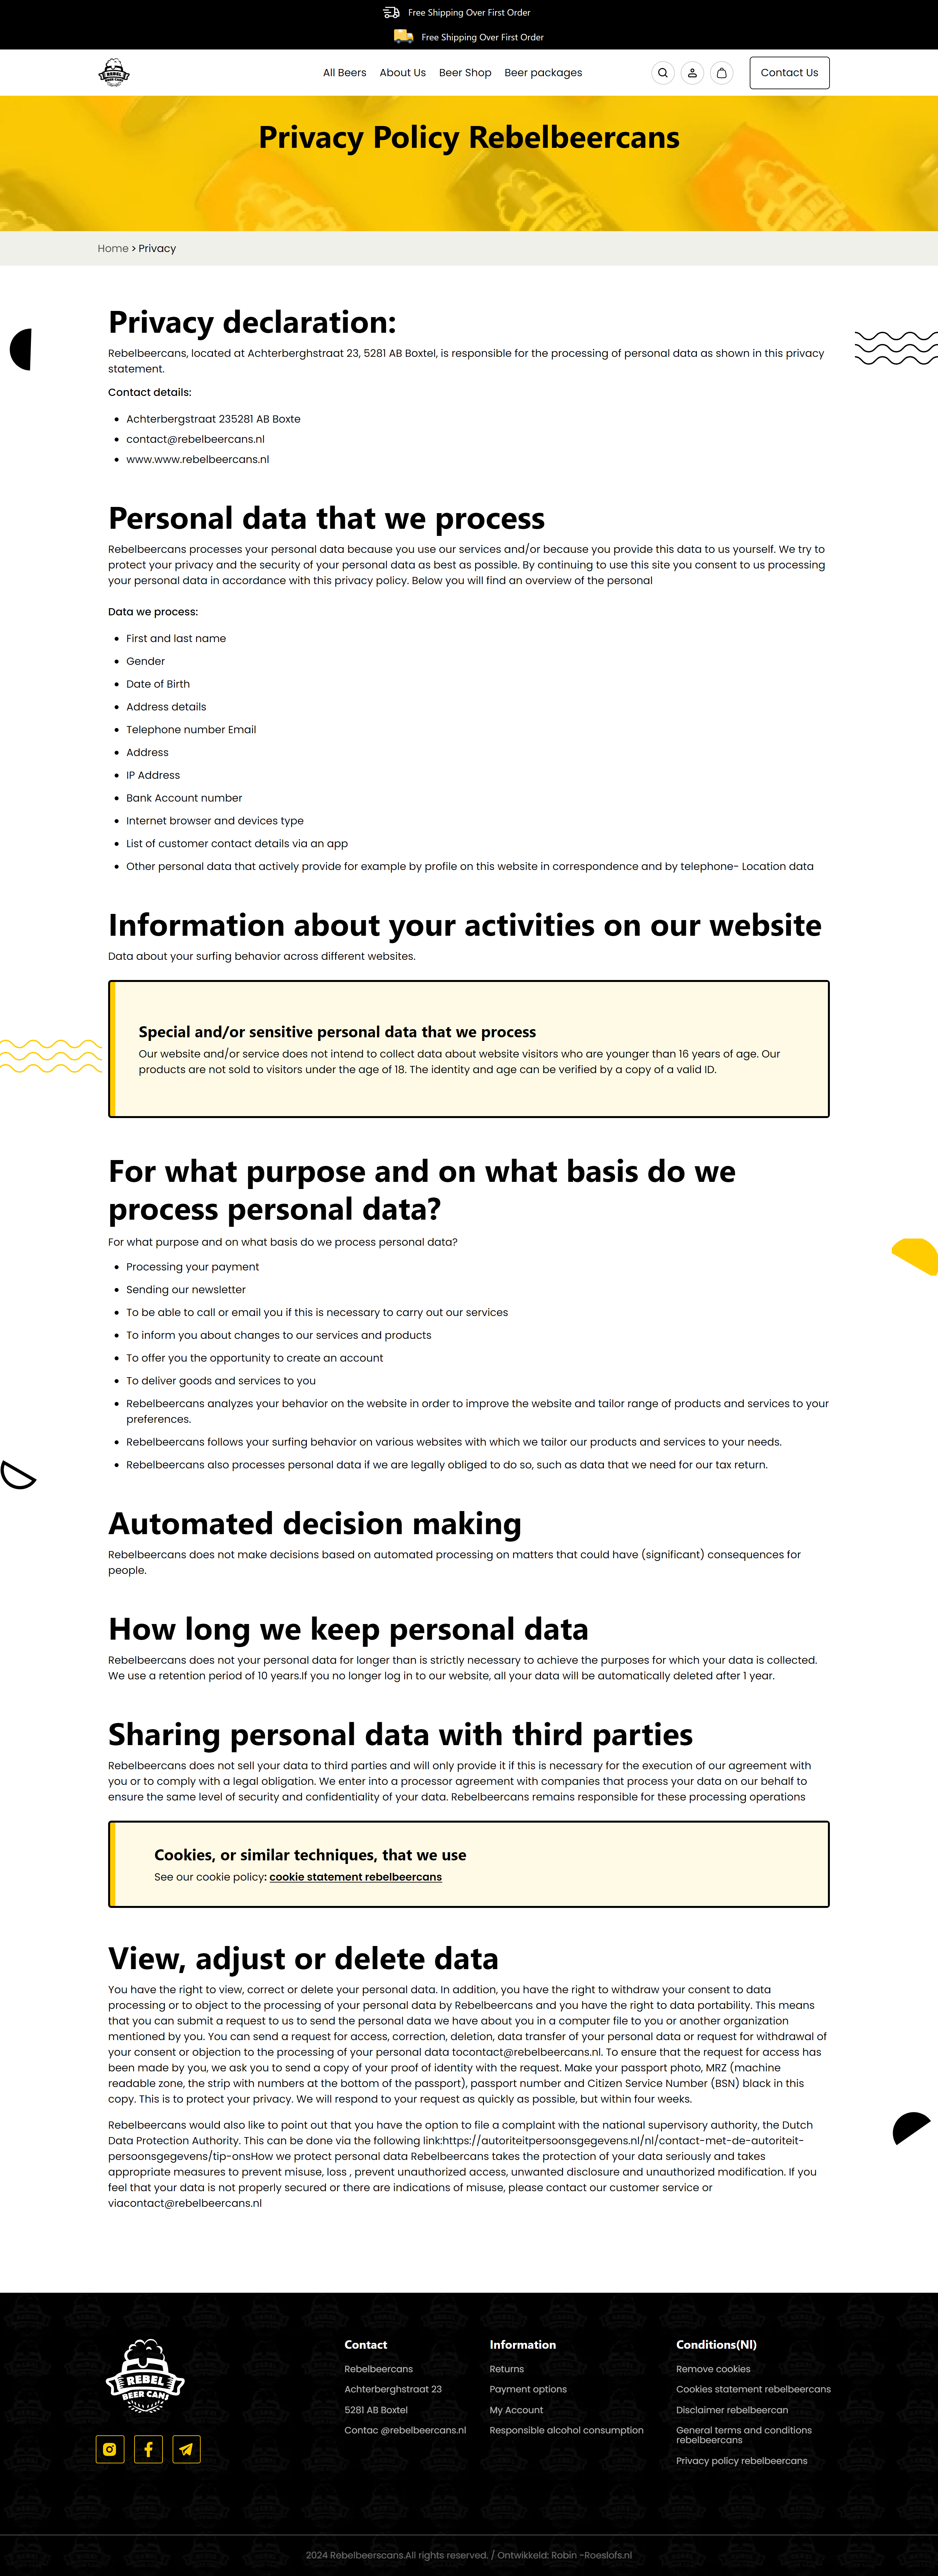 Free Shipping Over First Order
Free Shipping Over First Order
REBEL
BEER CANS
All Beers
About Us
Beer Shop
Beer packages
Contact Us
Privacy Policy Rebelbeercans
Home > Privacy
Privacy declaration:
Rebelbeercans, located at Achterberghstraat 23, 5281 AB Boxtel, is responsible for the processing of personal data as shown in this privacy
statement.
Contact details:
Achterbergstraat 235281 AB Boxte
contact@rebelbeercans.nl
www.www.rebelbeercans.nl
Personal data that we process
Rebelbeercans processes your personal data because you use our services and/or because you provide this data to us yourself. We try to
protect your privacy and the security of your personal data as best as possible. By continuing to use this site you consent to us processing
your personal data in accordance with this privacy policy. Below you will find an overview of the personal
Data we process:
First and last name
Gender
Date of Birth
Address details
Telephone number Email
Address
IP Address
Bank Account number
Internet browser and devices type
List of customer contact details via an app
Other personal data that actively provide for example by profile on this website in correspondence and by telephone- Location data
Information about your activities on our website
Data about your surfing behavior across different websites.
Special and/or sensitive personal data that we process
Our website and/or service does not intend to collect data about website visitors who are younger than 16 years of age. Our
products are not sold to visitors under the age of 18. The identity and age can be verified by a copy of a valid ID.
For what purpose and on what basis do we
process personal data?
For what purpose and on what basis do we process personal data?
Processing your payment
Sending our newsletter
To be able to call or email you if this is necessary to carry out our services
To inform you about changes to our services and products
To offer you the opportunity to create an account
To deliver goods and services to you
Rebelbeercans analyzes your behavior on the website in order to improve the website and tailor range of products and services to your
preferences.
Rebelbeercans follows your surfing behavior on various websites with which we tailor our products and services to your needs.
Rebelbeercans also processes personal data if we are legally obliged to do so, such as data that we need for our tax return.
Automated decision making
Rebelbeercans does not make decisions based on automated processing on matters that could have (significant) consequences for
people.
How long we keep personal data
Rebelbeercans does not your personal data for longer than is strictly necessary to achieve the purposes for which your data is collected.
We use a retention period of 10 years.If you no longer log in to our website, all your data will be automatically deleted after 1 year.
Sharing personal data with third parties
Rebelbeercans does not sell your data to third parties and will only provide it if this is necessary for the execution of our agreement with
you or to comply with a legal obligation. We enter into a processor agreement with companies that process your data on our behalf to
ensure the same level of security and confidentiality of your data. Rebelbeercans remains responsible for these processing operations
Cookies, or similar techniques, that we use
See our cookie policy: cookie statement rebelbeercans
View, adjust or delete data
You have the right to view, correct or delete your personal data. In addition, you have the right to withdraw your consent to data
processing or to object to the processing of your personal data by Rebelbeercans and you have the right to data portability. This means
that you can submit a request to us to send the personal data we have about you in a computer file to you or another organization
mentioned by you. You can send a request for access, correction, deletion, data transfer of your personal data or request for withdrawal of
your consent or objection to the processing of your personal data tocontact@rebelbeercans.nl. To ensure that the request for access has
been made by you, we ask you to send a copy of your proof of identity with the request. Make your passport photo, MRZ (machine
readable zone, the strip with numbers at the bottom of the passport), passport number and Citizen Service Number (BSN) black in this
copy. This is to protect your privacy. We will respond to your request as quickly as possible, but within four weeks.
Rebelbeercans would also like to point out that you have the option to file a complaint with the national supervisory authority, the Dutch
Data Protection Authority. This can be done via the following link:https://autoriteitpersoonsgegevens.nl/nl/contact-met-de-autoriteit-
persoonsgegevens/tip-onsHow we protect personal data Rebelbeercans takes the protection of your data seriously and takes
appropriate measures to prevent misuse, loss , prevent unauthorized access, unwanted disclosure and unauthorized modification. If you
feel that your data is not properly secured or there are indications of misuse, please contact our customer service or
viacontact@rebelbeercans.nl
REBEL
BEER CANS
Contact
Rebelbeercans
Achterberghstraat 23
5281 AB Boxtel
Contac @rebelbeercans.nl
Information
Returns
Payment options
My Account
Responsible alcohol consumption
Conditions(Nl)
Remove cookies
Cookies statement rebelbeercans
Disclaimer rebelbeercan
General terms and conditions
rebelbeercans
Privacy policy rebelbeercans
2024 Rebelbeerscans.All rights reserved. / Ontwikkeld: Robin -Roeslofs.nl